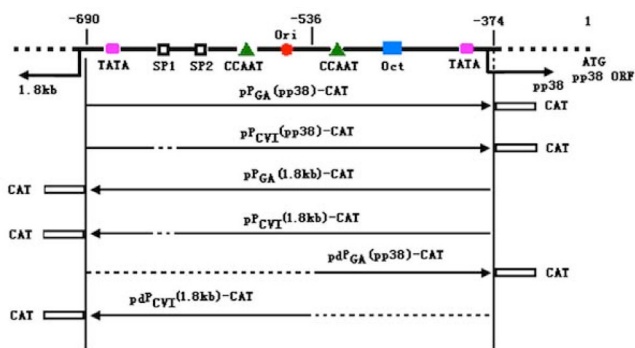 -690 -536 -374 1
Ori
TATA SP1 SP2 CCAAT CCAAT Oct TATA ATG
1.8kb pp38 pp38 ORF
pPGA(pp38)-CAT
CAT
pPCVI(pp38)-CAT
CAT
pPGA(1.8kb)-CAT
CAT
pPCVI(1.8kb)-CAT
CAT
pdPGA(pp38)-CAT
CAT
pdPCVI(1.8kb)-CAT
CAT